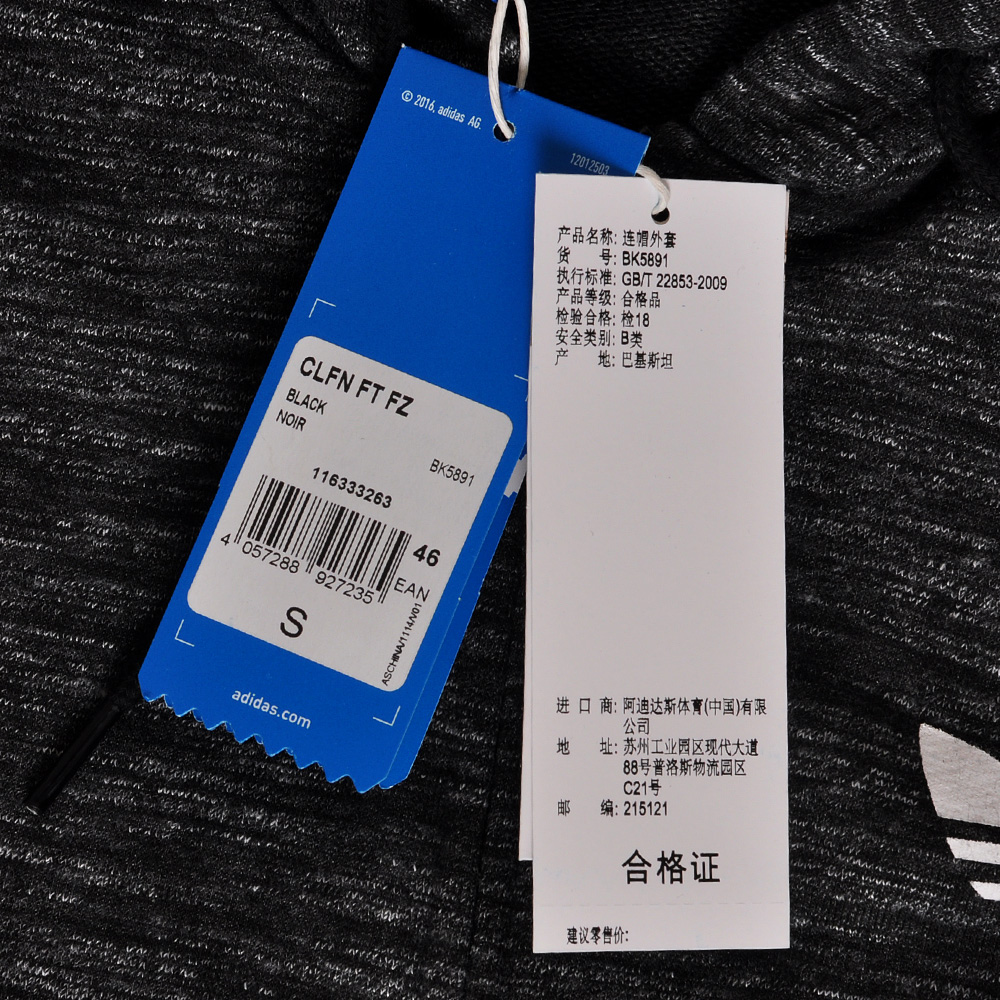 © 2016, adidas AG.
12012503
CLFN FT FZ
BLACK
NOIR
BK5891
116333263
46
4 057288 927235 EAN
S
ASCHINA/1114/V01
adidas.com
产品名称: 连帽外套
货 号: BK5891
执行标准: GB/T 22853-2009
产品等级: 合格品
检验合格: 检18
安全类别: B类
产 地: 巴基斯坦
进 口 商: 阿迪达斯体育(中国)有限
公司
地 址: 苏州工业园区现代大道
88号普洛斯物流园区
C21号
邮 编: 215121
合格证
建议零售价: